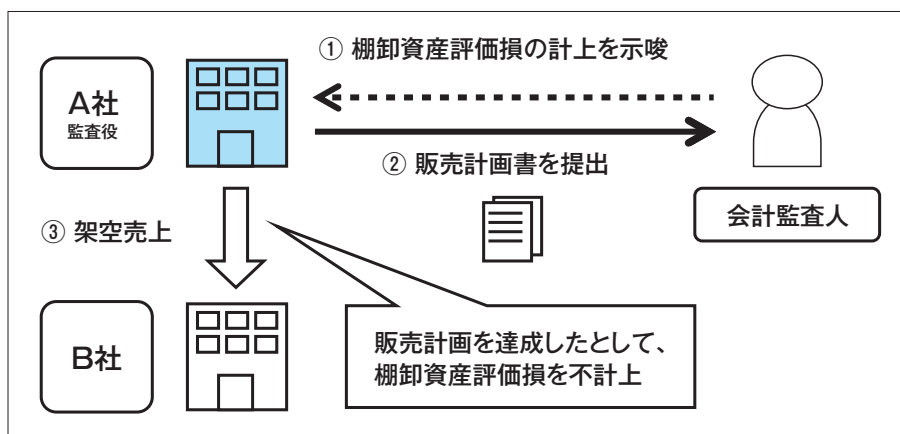 ① 棚卸資産評価損の計上を示唆
A社
監査役
② 販売計画書を提出
会計監査人
③ 架空売上
販売計画を達成したとして、
棚卸資産評価損を不計上
B社